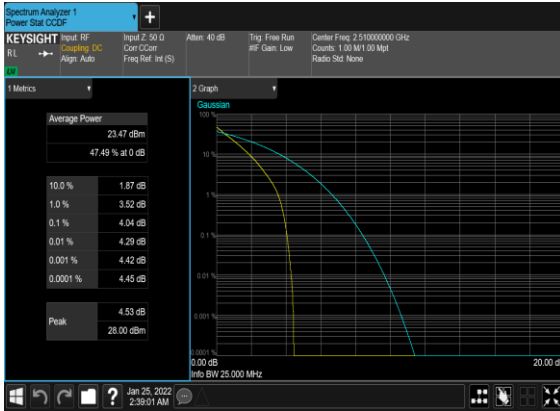 Spectrum Analyzer 1
Power Stat CCDF
+
KEYSIGHT
RL
Input: RF
Coupling: DC
Align: Auto
Input Z: 50 Ω
Corr CCorr
Freq Ref: Int (S)
Atten: 40 dB
Trig: Free Run
#IF Gain: Low
Center Freq: 2.510000000 GHz
Counts: 1.00 M/1.00 Mpt
Radio Std: None
1 Metrics
Average Power
23.47 dBm
47.49 % at 0 dB
10.0 % 1.87 dB
1.0 % 3.52 dB
0.1 % 4.04 dB
0.01 % 4.29 dB
0.001 % 4.42 dB
0.0001 % 4.45 dB
Peak
4.53 dB
28.00 dBm
2 Graph
Gaussian
100 %
10 %
1 %
0.1 %
0.01 %
0.001 %
0.0001 %
0.00 dB
20.00 d
Info BW 25.000 MHz
?
Jan 25, 2022
2:39:01 AM